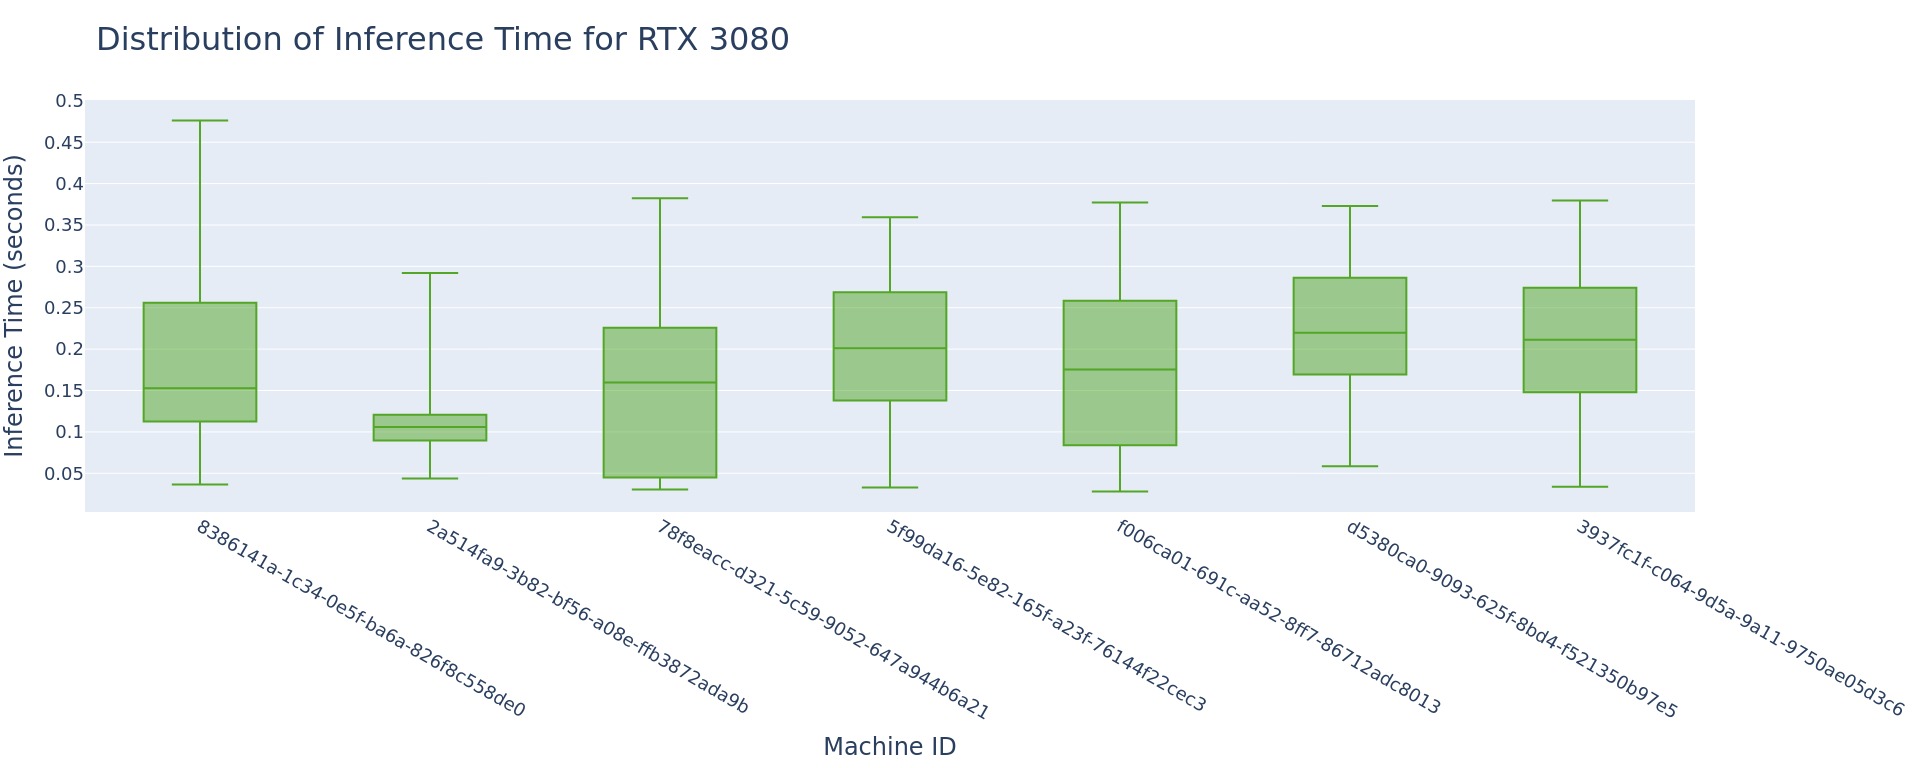 Distribution of Inference Time for RTX 3080
Inference Time (seconds)
0.5
0.45
0.4
0.35
0.3
0.25
0.2
0.15
0.1
0.05
8386141a-1c34-0e5f-ba6a-826f8c558de0
2a514fa9-3b82-bf56-a08e-ffb3872ada9b
78f8eacc-d321-5c59-9052-647a944b6a21
5f99da16-5e82-165f-a23f-76144f22cec3
f006ca01-691c-aa52-8ff7-86712adc8013
d5380ca0-9093-625f-8bd4-f521350b97e5
3937fc1f-c064-9d5a-9a11-9750ae05d3c6
Machine ID